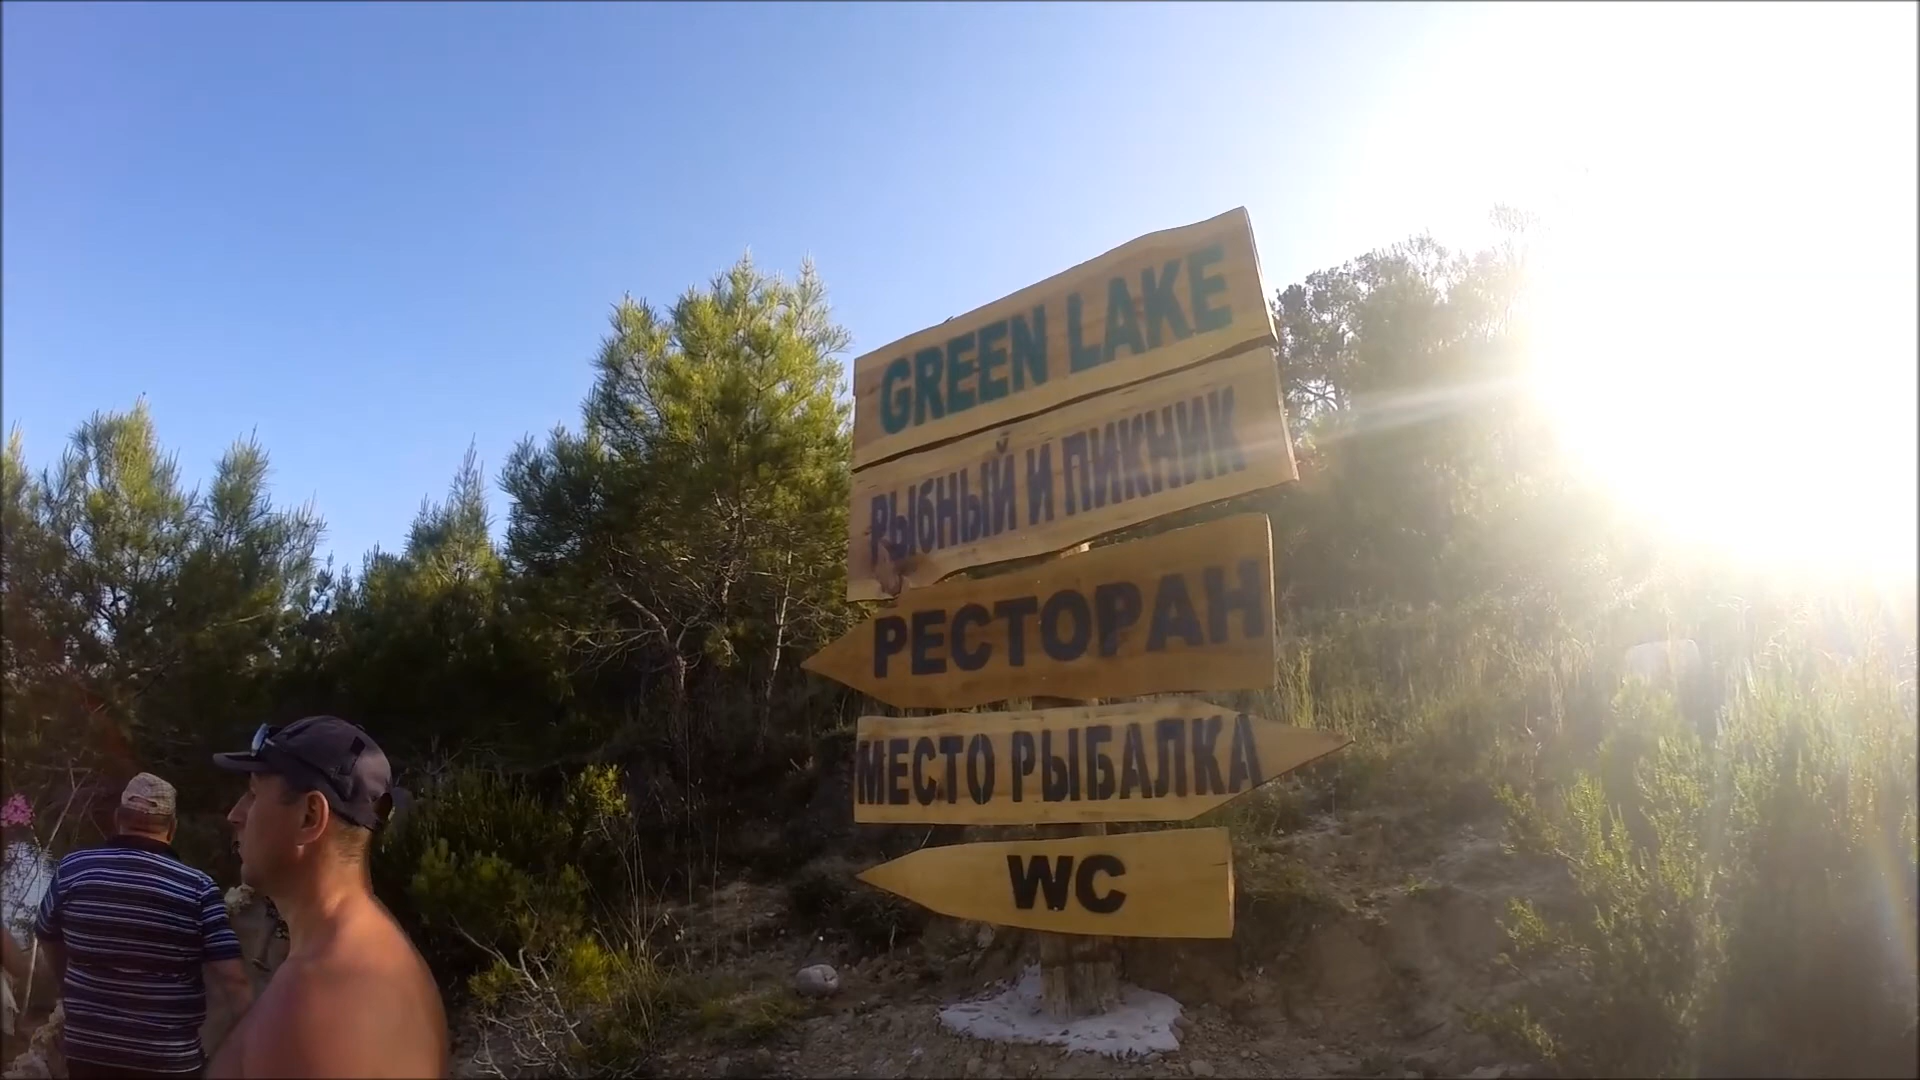 GREEN LAKE
РЫбНЫЙ И ПИКНИК
РЕСТОРАН
МЕСТО РЫБАЛКА
WC